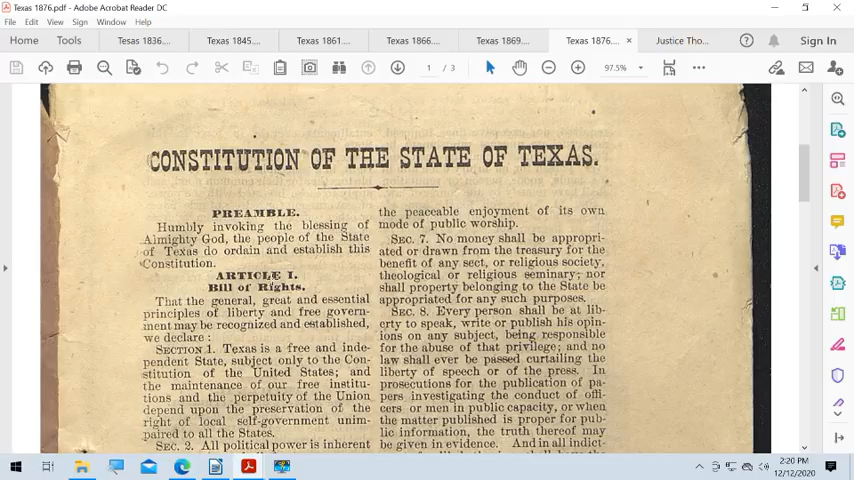 Texas 1876.pdf - Adobe Acrobat Reader DC
File Edit View Sign Window Help
Home Tools Tesas 1836.... Texas 1845.... Texas 1861.... Texas 1866.... Texas 1869.... Texas 1876.... × Justice Tho... Sign In
1 / 3 97.5%
CONSTITUTION OF THE STATE OF TEXAS.
PREAMBLE.
Humbly invoking the blessing of
Almighty God, the people of the State
of Texas do ordain and establish this
Constitution.
ARTICLE I.
Bill of Rights.
That the general, great and essential
principles of liberty and free govern-
ment may be recognized and established,
we declare :
SECTION 1. Texas is a free and inde-
pendent State, subject only to the Con-
stitution of the United States; and
the maintenance of our free institu-
tions and the perpetuity of the Union
depend upon the preservation of the
right of local self-government unim-
paired to all the States.
SEC. 2. All political power is inherent
the peaceable enjoyment of its own
mode of public worship.
SEC. 7. No money shall be appropri-
ated or drawn from the treasury for the
benefit of any sect, or religious society,
theological or religious seminary; nor
shall property belonging to the State be
appropriated for any such purposes.
SEC. 8. Every person shall be at lib-
erty to speak, write or publish his opin-
ions on any subject, being responsible
for the abuse of that privilege; and no
law shall ever be passed curtailing the
liberty of speech or of the press. In
prosecutions for the publication of pa-
pers investigating the conduct of offi-
cers or men in public capacity, or when
the matter published is proper for pub-
lic information, the truth thereof may
be given in evidence. And in all indict-
2:20 PM
12/12/2020